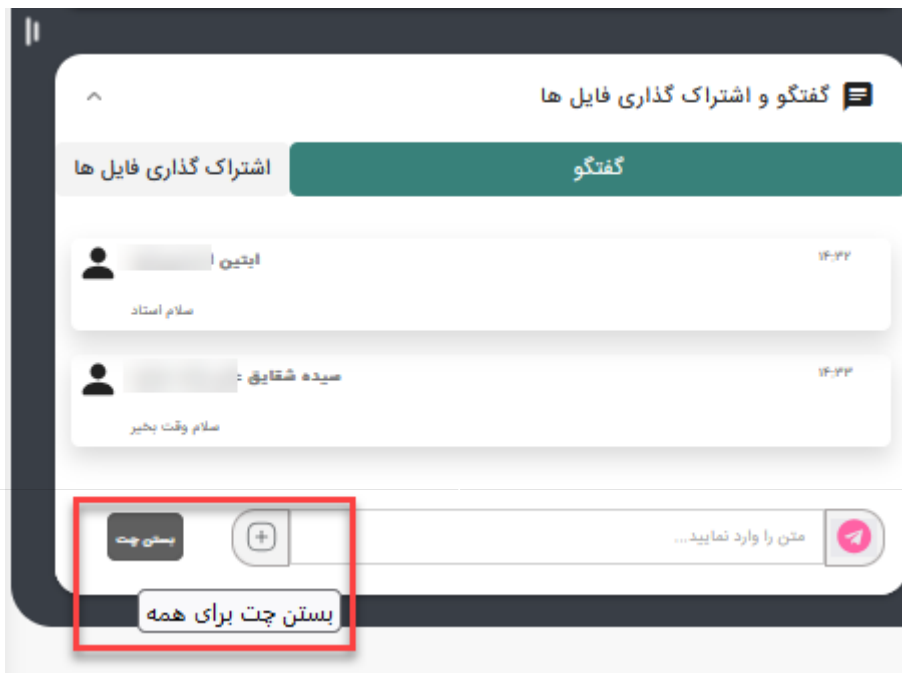 گفتگو و اشتراک گذاری فایل ها
گفتگو
اشتراک گذاری فایل ها
ابتین ا
۱۴:۳۲
سلام استاد
سیده شقایق
۱۴:۳۳
سلام وقت بخیر
متن را وارد نمایید...
بستن چت
بستن چت برای همه